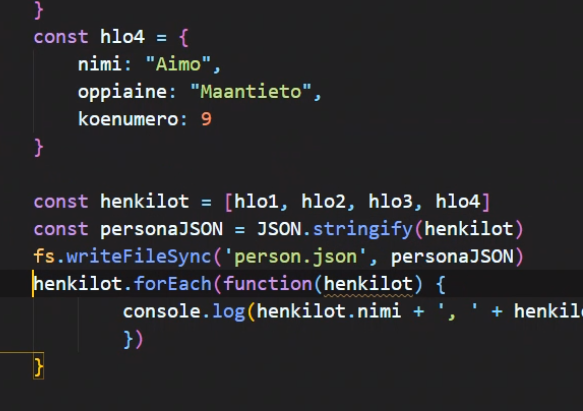 }
const hlo4 = {
nimi: "Aimo",
oppiaine: "Maantieto",
koenumero: 9
}
const henkilot = [hlo1, hlo2, hlo3, hlo4]
const personaJSON = JSON.stringify(henkilot)
fs.writeFileSync('person.json', personaJSON)
henkilot.forEach(function(henkilot) {
console.log(henkilot.nimi + ', ' + henkilo
})
}